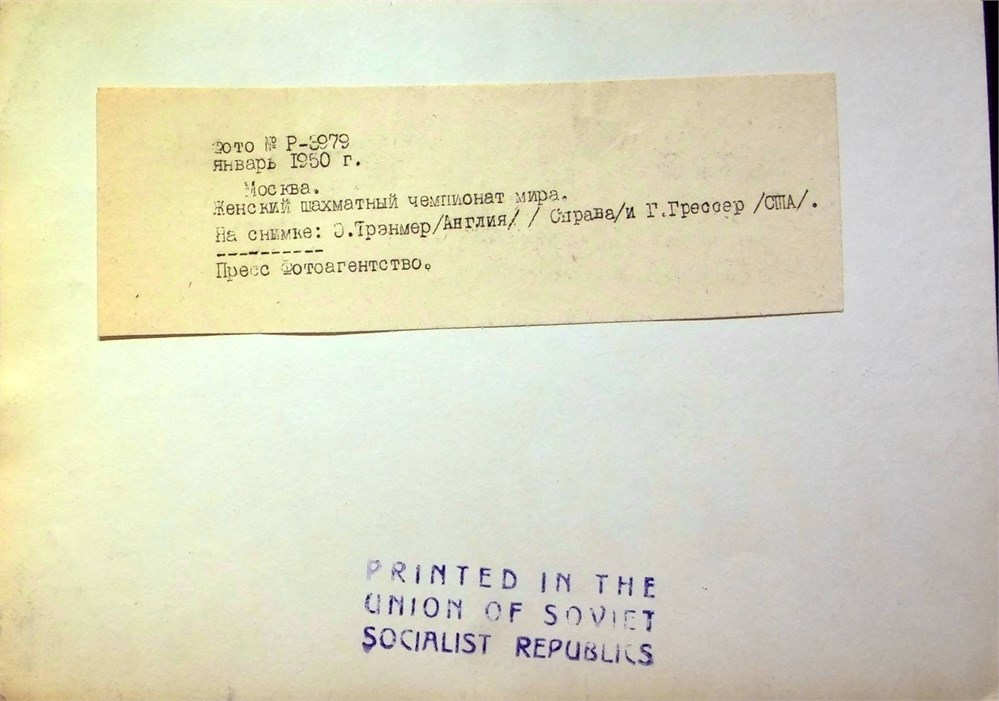 Фото № Р-3979
январь 1950 г.
Москва.
Женский шахматный чемпионат мира.
На снимке: Э.Трэнмер/Англия/ / Справа/и Г.Грессер /США/.
----------
Пресс Фотоагентство.
PRINTED IN THE
UNION OF SOVIET
SOCIALIST REPUBLICS